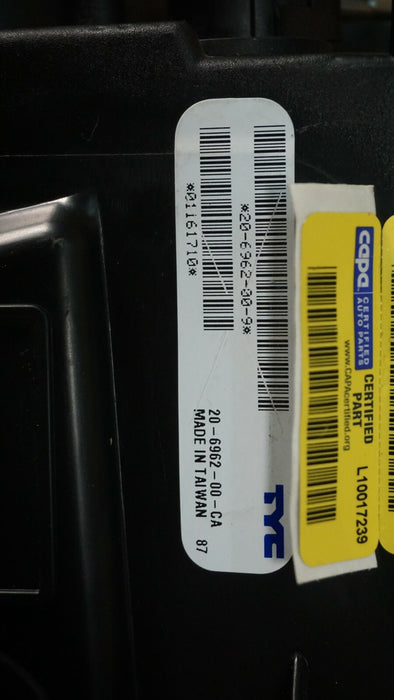 *20-6962-00-9*
*01161710*
20-6962-00-CA
MADE IN TAIWAN 87
TYC
capa
CERTIFIED
AUTO PARTS
CERTIFIED
PART
www.CAPAcertified.org
L10017239